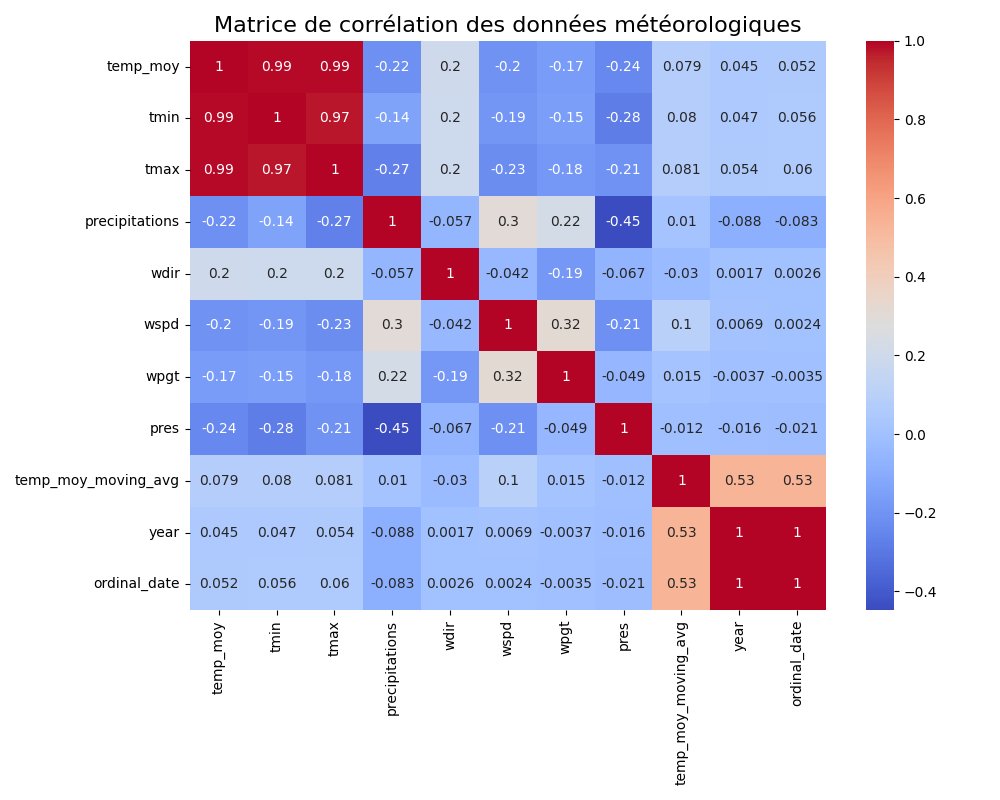 Matrice de corrélation des données météorologiques
temp_moy 1 0.99 0.99 -0.22 0.2 -0.2 -0.17 -0.24 0.079 0.045 0.052
tmin 0.99 1 0.97 -0.14 0.2 -0.19 -0.15 -0.28 0.08 0.047 0.056
tmax 0.99 0.97 1 -0.27 0.2 -0.23 -0.18 -0.21 0.081 0.054 0.06
precipitations -0.22 -0.14 -0.27 1 -0.057 0.3 0.22 -0.45 0.01 -0.088 -0.083
wdir 0.2 0.2 0.2 -0.057 1 -0.042 -0.19 -0.067 -0.03 0.0017 0.0026
wspd -0.2 -0.19 -0.23 0.3 -0.042 1 0.32 -0.21 0.1 0.0069 0.0024
wpgt -0.17 -0.15 -0.18 0.22 -0.19 0.32 1 -0.049 0.015 -0.0037 -0.0035
pres -0.24 -0.28 -0.21 -0.45 -0.067 -0.21 -0.049 1 -0.012 -0.016 -0.021
temp_moy_moving_avg 0.079 0.08 0.081 0.01 -0.03 0.1 0.015 -0.012 1 0.53 0.53
year 0.045 0.047 0.054 -0.088 0.0017 0.0069 -0.0037 -0.016 0.53 1 1
ordinal_date 0.052 0.056 0.06 -0.083 0.0026 0.0024 -0.0035 -0.021 0.53 1 1
temp_moy
tmin
tmax
precipitations
wdir
wspd
wpgt
pres
temp_moy_moving_avg
year
ordinal_date
1.0
0.8
0.6
0.4
0.2
0.0
−0.2
−0.4